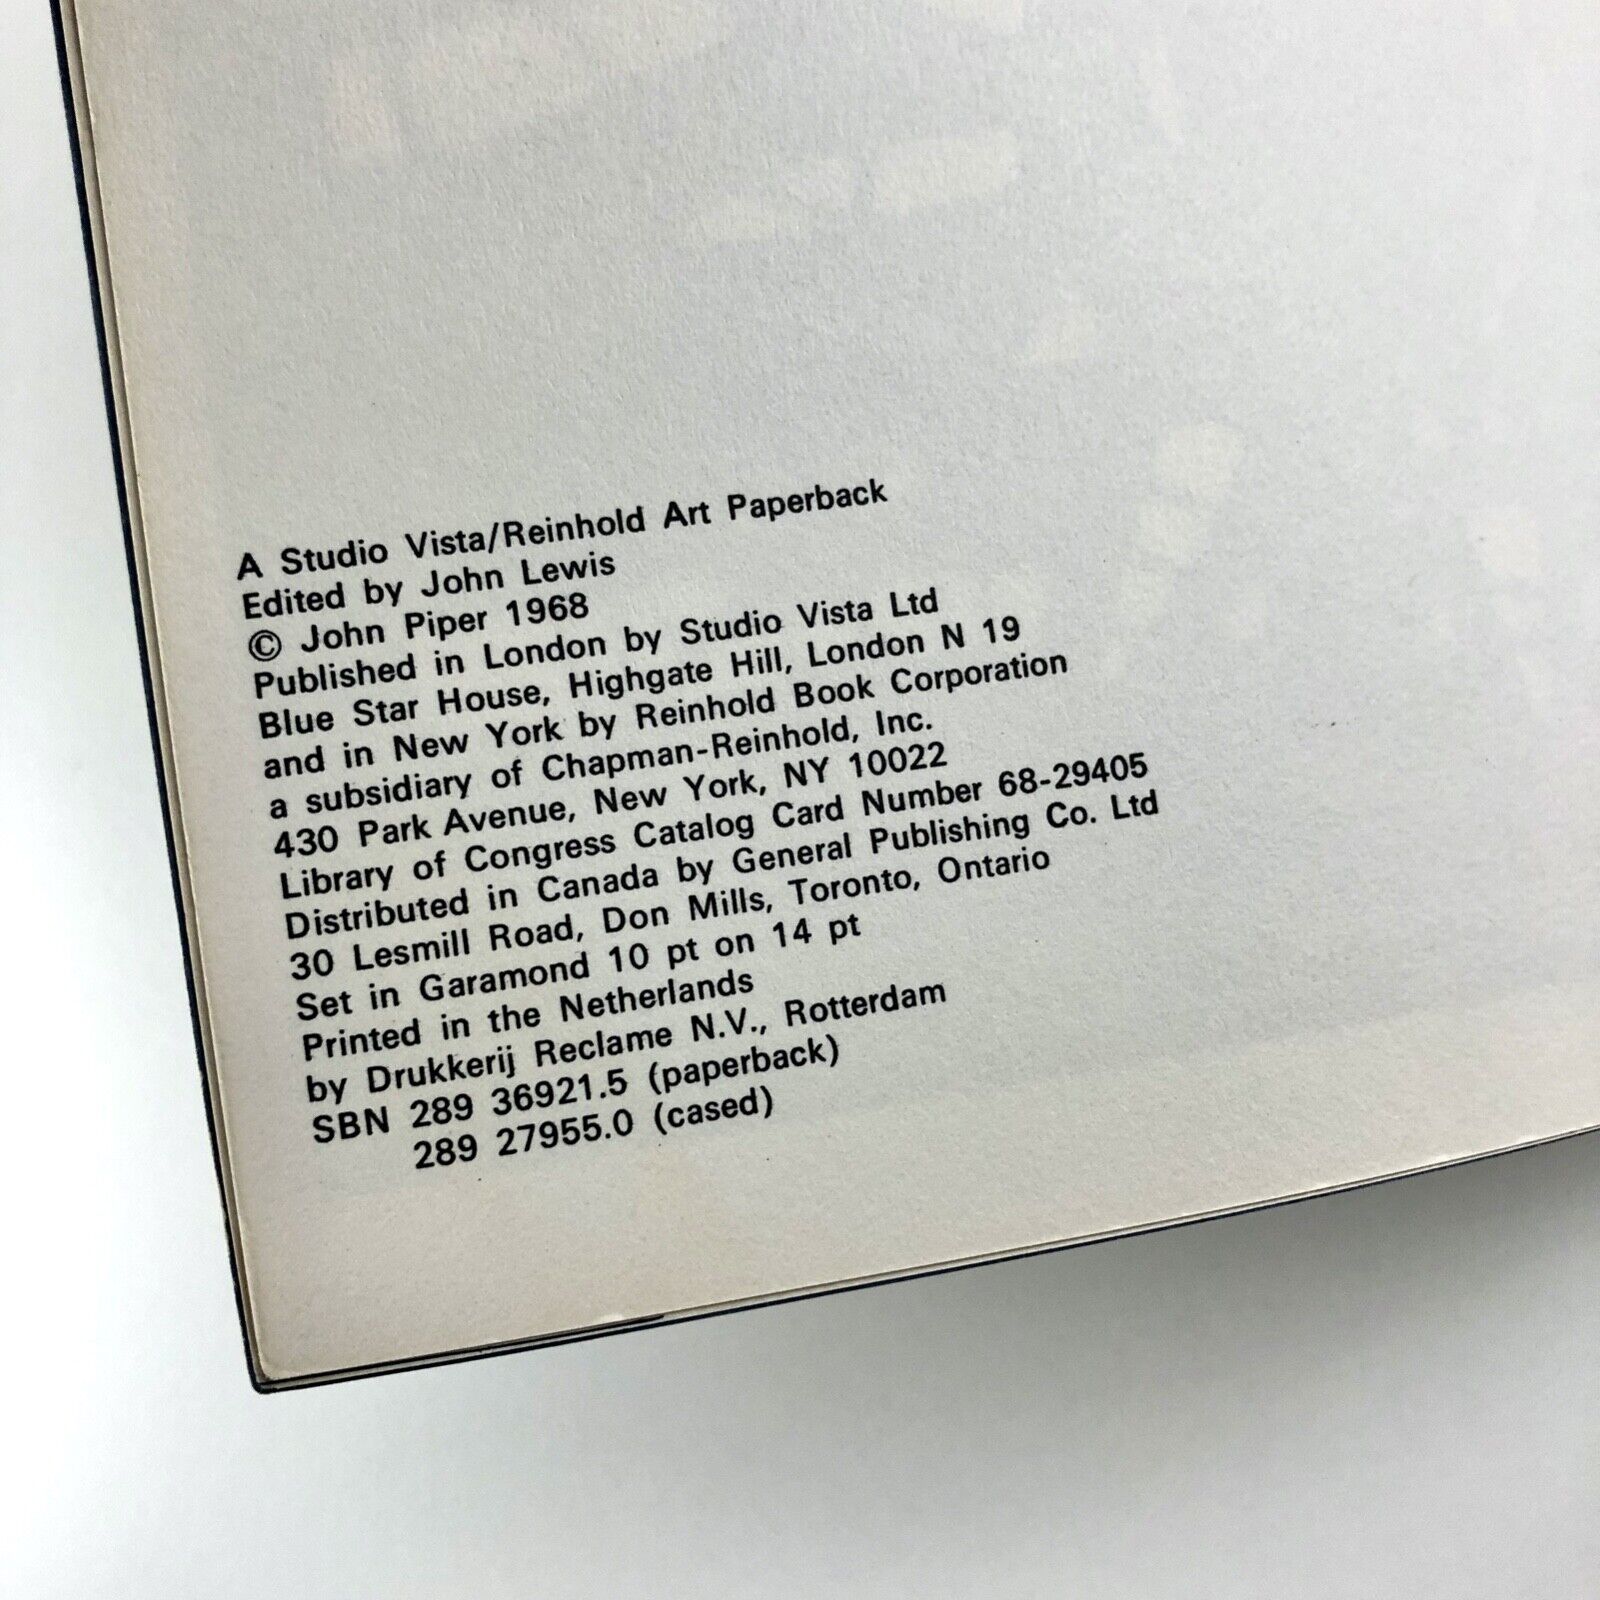 A Studio Vista/Reinhold Art Paperback
Edited by John Lewis
© John Piper 1968
Published in London by Studio Vista Ltd
Blue Star House, Highgate Hill, London N 19
and in New York by Reinhold Book Corporation
a subsidiary of Chapman-Reinhold, Inc.
430 Park Avenue, New York, NY 10022
Library of Congress Catalog Card Number 68-29405
Distributed in Canada by General Publishing Co. Ltd
30 Lesmill Road, Don Mills, Toronto, Ontario
Set in Garamond 10 pt on 14 pt
Printed in the Netherlands
by Drukkerij Reclame N.V., Rotterdam
SBN 289 36921.5 (paperback)
289 27955.0 (cased)